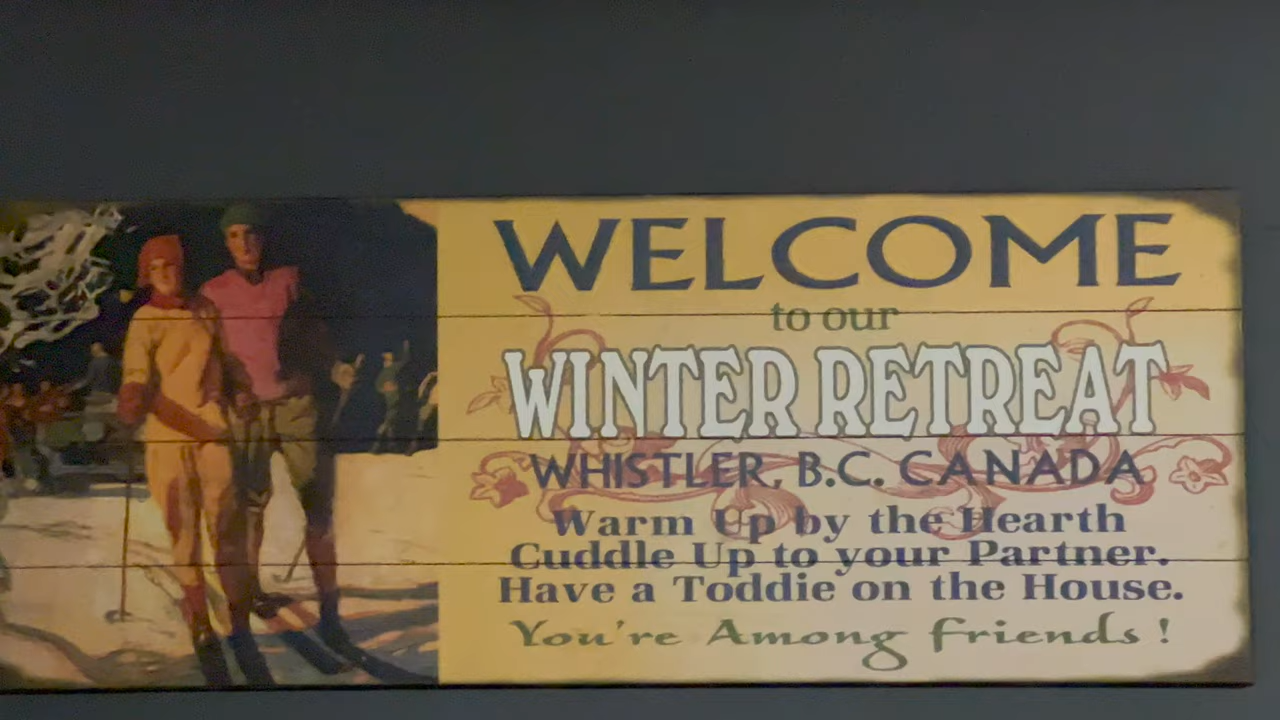 WELCOME
to our
WINTER RETREAT
WHISTLER, B.C. CANADA
Warm Up by the Hearth
Cuddle Up to your Partner.
Have a Toddie on the House.
You're Among friends !